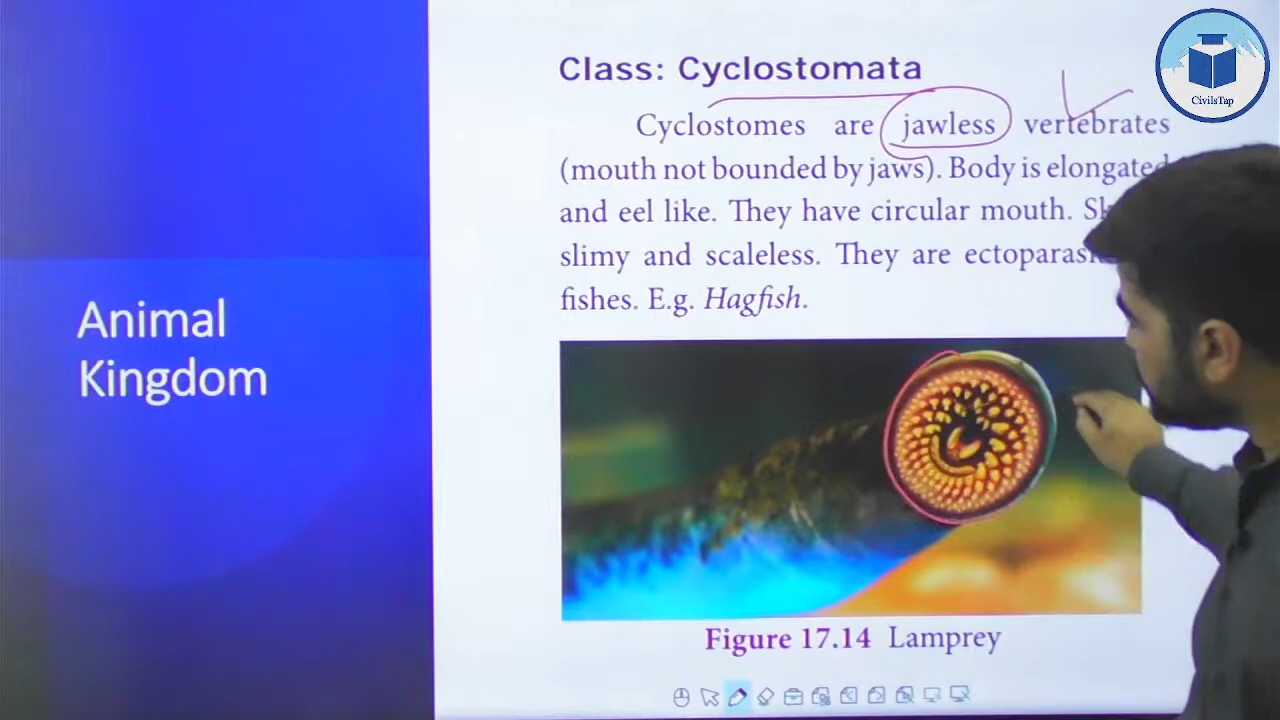 CivilsTap
Class: Cyclostomata
Cyclostomes are jawless vertebrates
(mouth not bounded by jaws). Body is elongated
and eel like. They have circular mouth.
slimy and scaleless. They are
fishes. E.g. Hagfish.
Animal
Kingdom
Figure 17.14 Lamprey